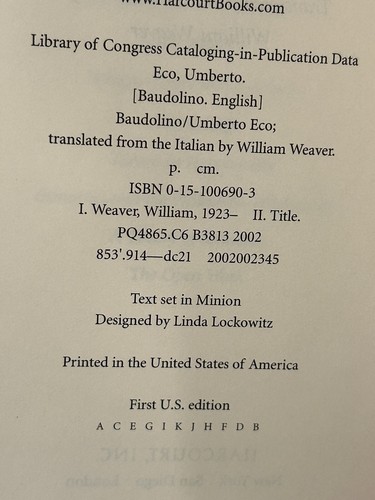 www.HarcourtBooks.com
Library of Congress Cataloging-in-Publication Data
Eco, Umberto.
[Baudolino. English]
Baudolino/Umberto Eco;
translated from the Italian by William Weaver.
p. cm.
ISBN 0-15-100690-3
I. Weaver, William, 1923– II. Title.
PQ4865.C6 B3813 2002
853'.914—dc21 2002002345
Text set in Minion
Designed by Linda Lockowitz
Printed in the United States of America
First U.S. edition
A C E G I K J H F D B